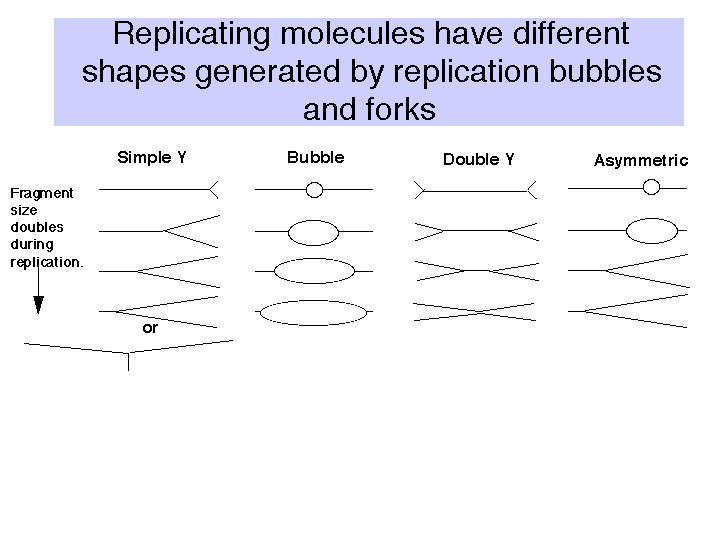 Replicating molecules have different
shapes generated by replication bubbles
and forks
Simple Y
Bubble
Double Y
Asymmetric
Fragment
size
doubles
during
replication.
or